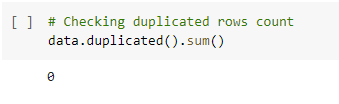 [ ] # Checking duplicated rows count
data.duplicated().sum()
0